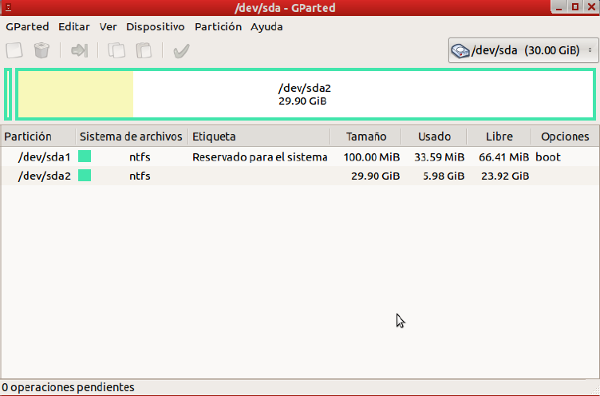 /dev/sda - GParted
GParted Editar Ver Dispositivo Partición Ayuda
/dev/sda (30.00 GiB)
/dev/sda2
29.90 GiB
Partición Sistema de archivos Etiqueta Tamaño Usado Libre Opciones
/dev/sda1 ntfs Reservado para el sistema 100.00 MiB 33.59 MiB 66.41 MiB boot
/dev/sda2 ntfs 29.90 GiB 5.98 GiB 23.92 GiB
0 operaciones pendientes